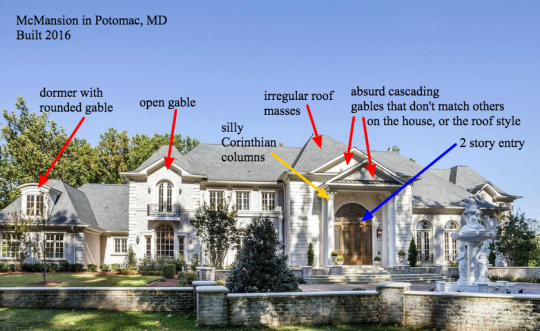 McMansion in Potomac, MD
Built 2016
dormer with
rounded gable
open gable
silly
Corinthian
columns
irregular roof
masses
absurd cascading
gables that don't match others
on the house, or the roof style
2 story entry